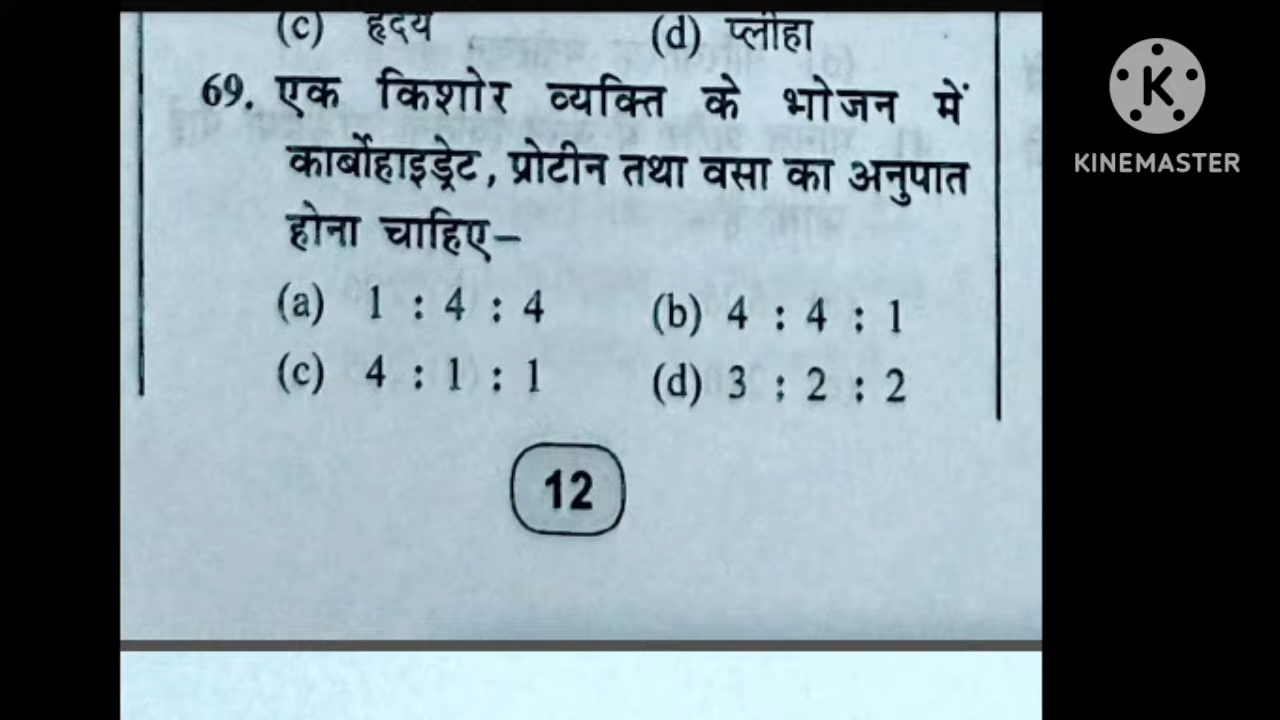 (c) हृदय (d) प्लीहा
69. एक किशोर व्यक्ति के भोजन में
कार्बोहाइड्रेट, प्रोटीन तथा वसा का अनुपात
होना चाहिए–
(a) 1 : 4 : 4 (b) 4 : 4 : 1
(c) 4 : 1 : 1 (d) 3 : 2 : 2
12
K
KINEMASTER